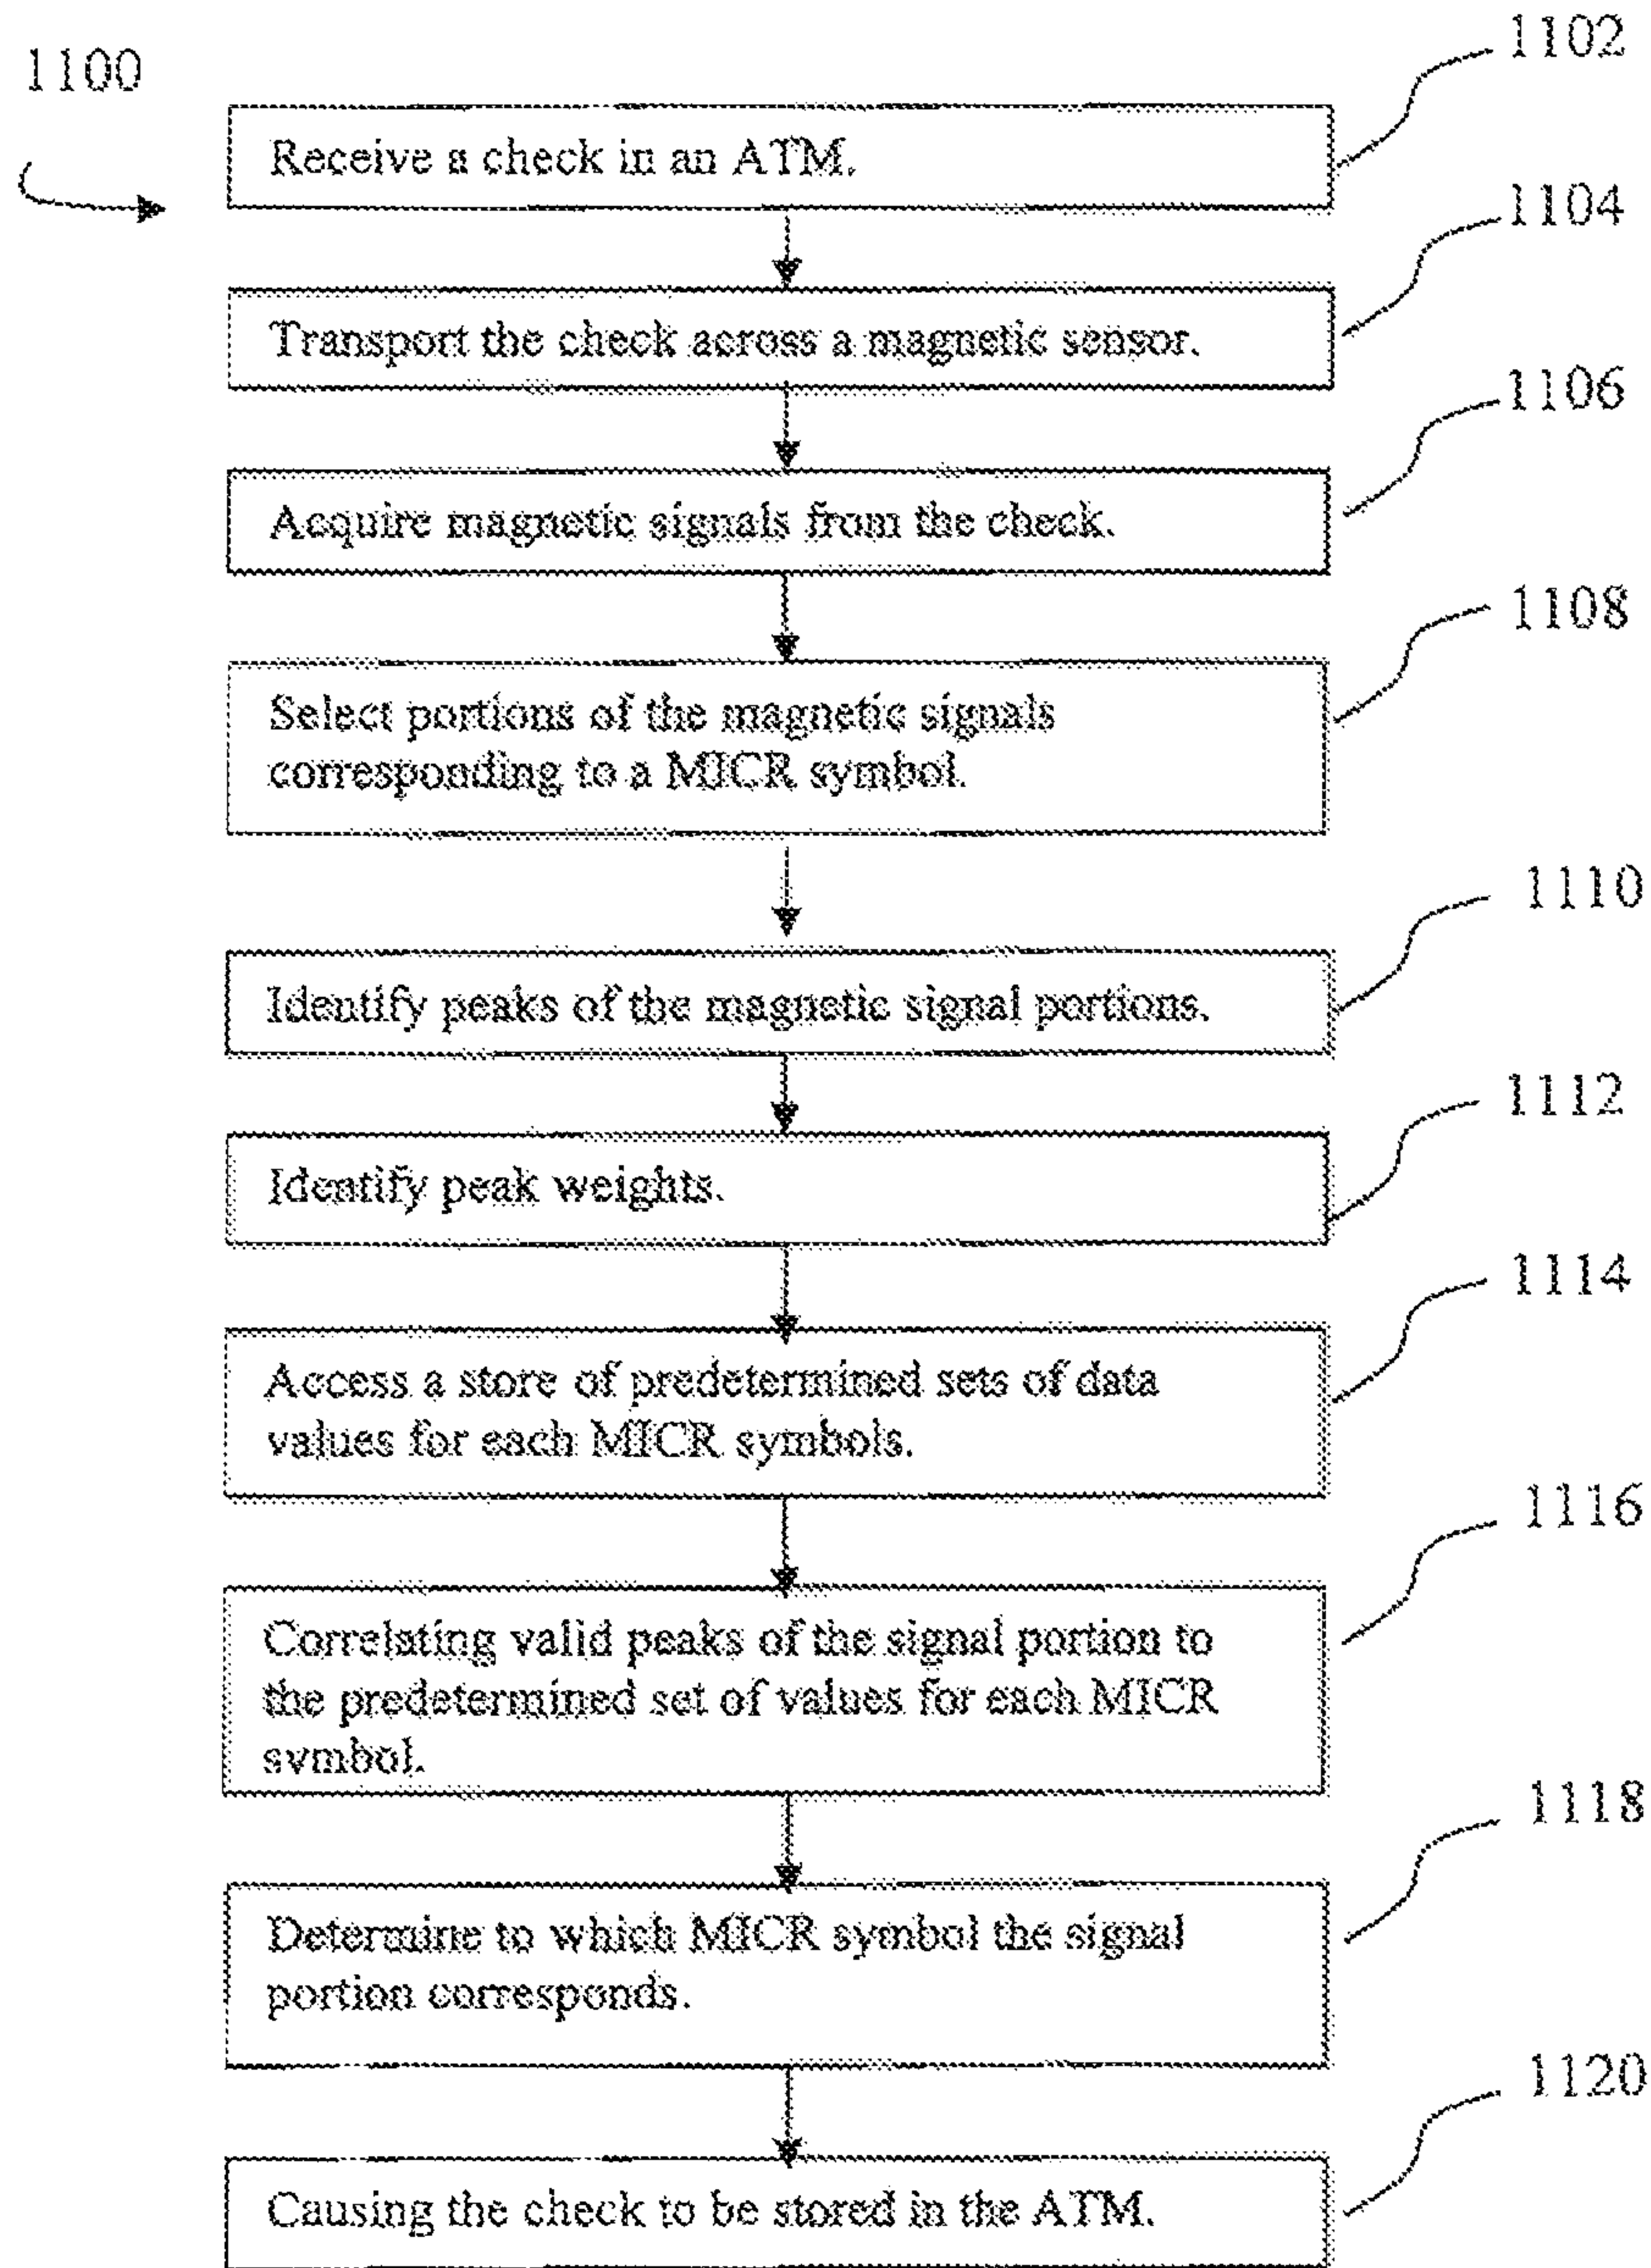 1100
1102
Receive a check in an ATM.
1104
Transport the check across a magnetic sensor.
1106
Acquire magnetic signals from the check.
1108
Select portions of the magnetic signals
corresponding to a MICR symbol.
1110
Identify peaks of the magnetic signal portions.
1112
Identify peak weights.
1114
Access a store of predetermined sets of data
values for each MICR symbols.
1116
Correlating valid peaks of the signal portion to
the predetermined set of values for each MICR
symbol.
1118
Determine to which MICR symbol the signal
portion corresponds.
1120
Causing the check to be stored in the ATM.